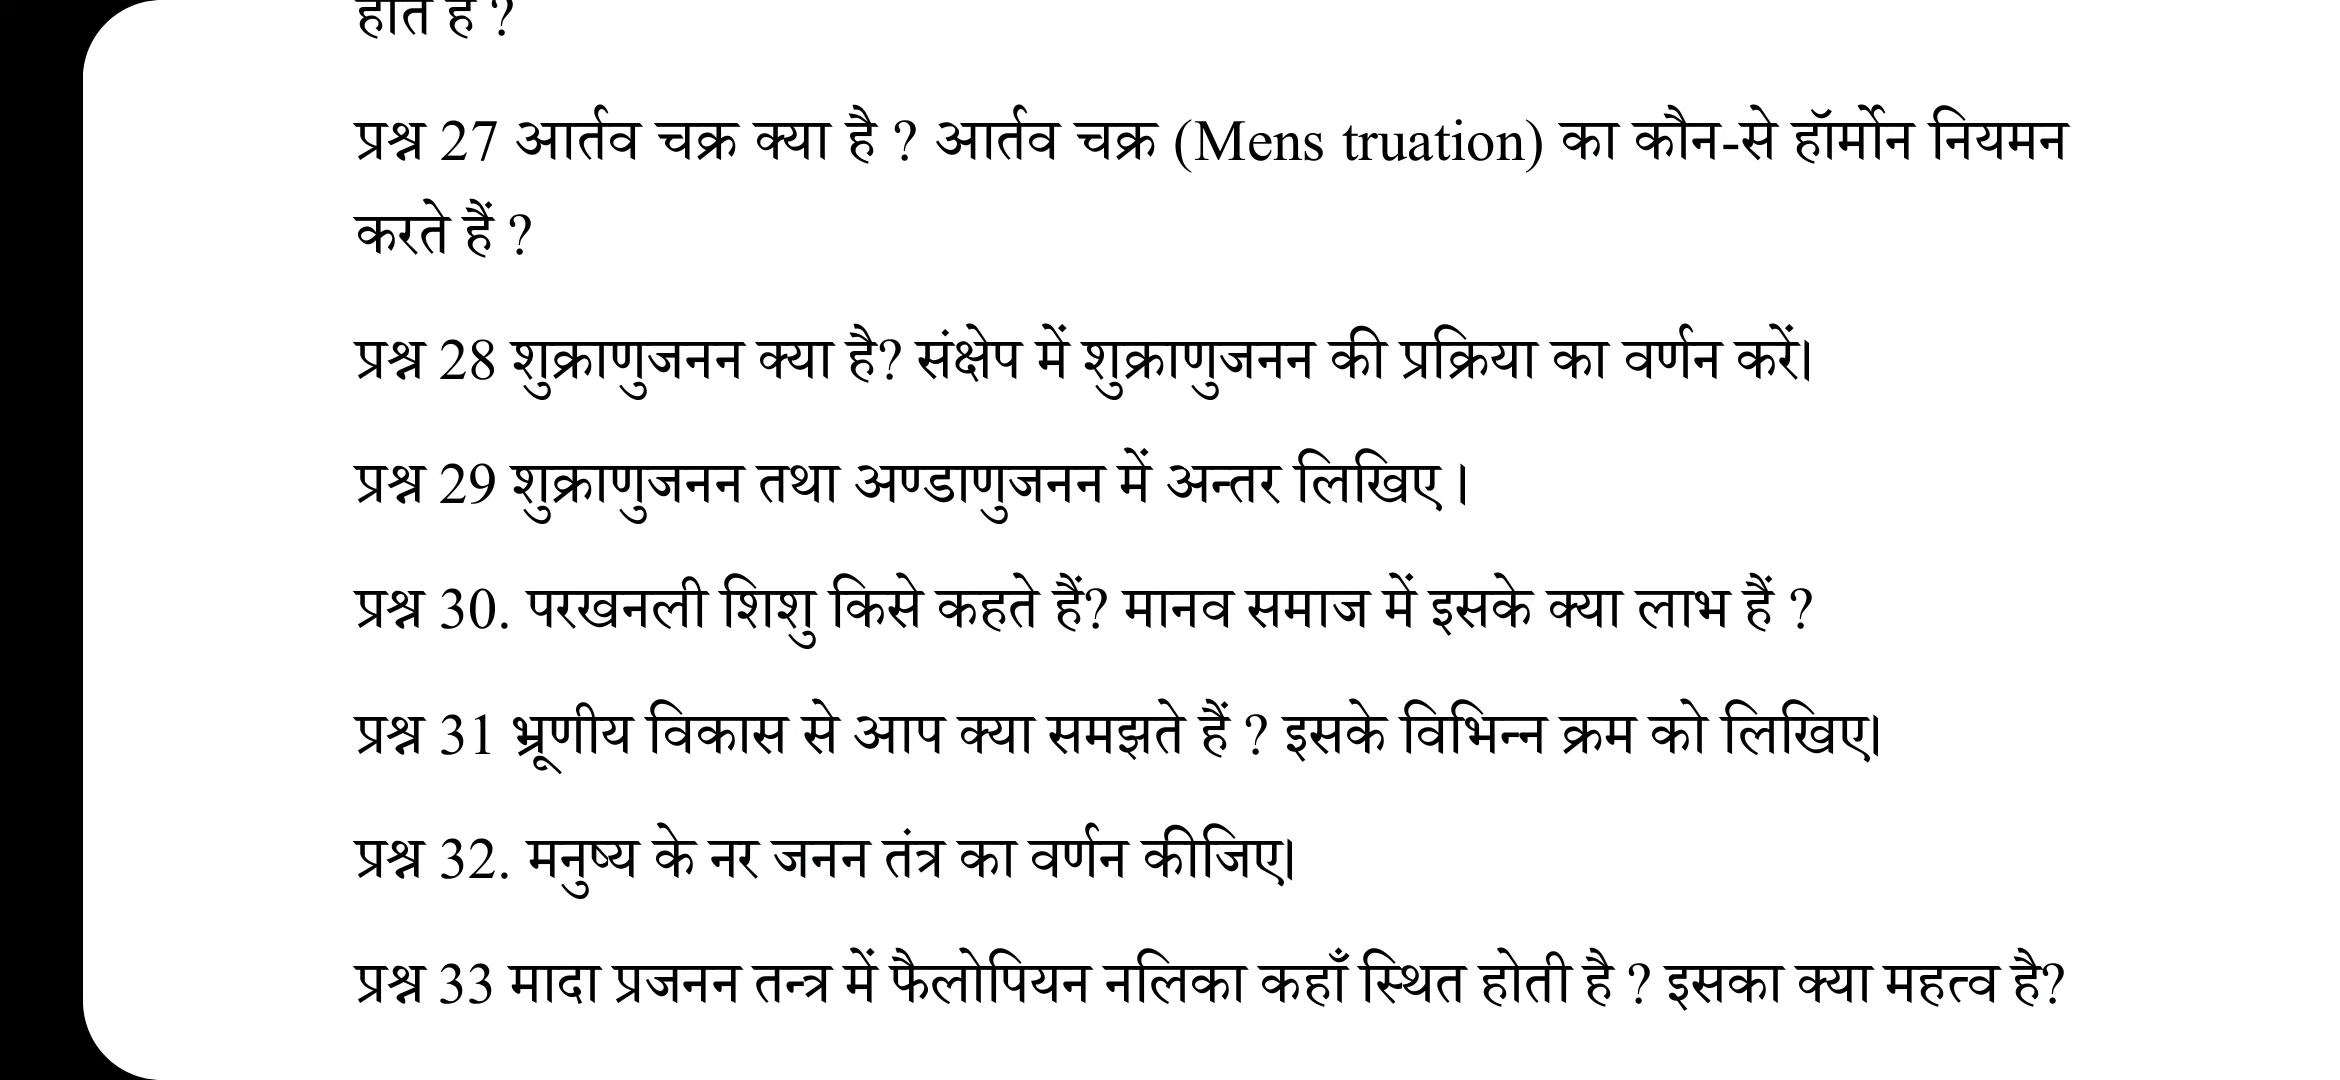 होते हैं ?
प्रश्न 27 आर्तव चक्र क्या है ? आर्तव चक्र (Mens truation) का कौन-से हॉर्मोन नियमन
करते हैं ?
प्रश्न 28 शुक्राणुजनन क्या है? संक्षेप में शुक्राणुजनन की प्रक्रिया का वर्णन करें।
प्रश्न 29 शुक्राणुजनन तथा अण्डाणुजनन में अन्तर लिखिए।
प्रश्न 30. परखनली शिशु किसे कहते हैं? मानव समाज में इसके क्या लाभ हैं ?
प्रश्न 31 भ्रूणीय विकास से आप क्या समझते हैं ? इसके विभिन्न क्रम को लिखिए।
प्रश्न 32. मनुष्य के नर जनन तंत्र का वर्णन कीजिए।
प्रश्न 33 मादा प्रजनन तन्त्र में फैलोपियन नलिका कहाँ स्थित होती है ? इसका क्या महत्व है?